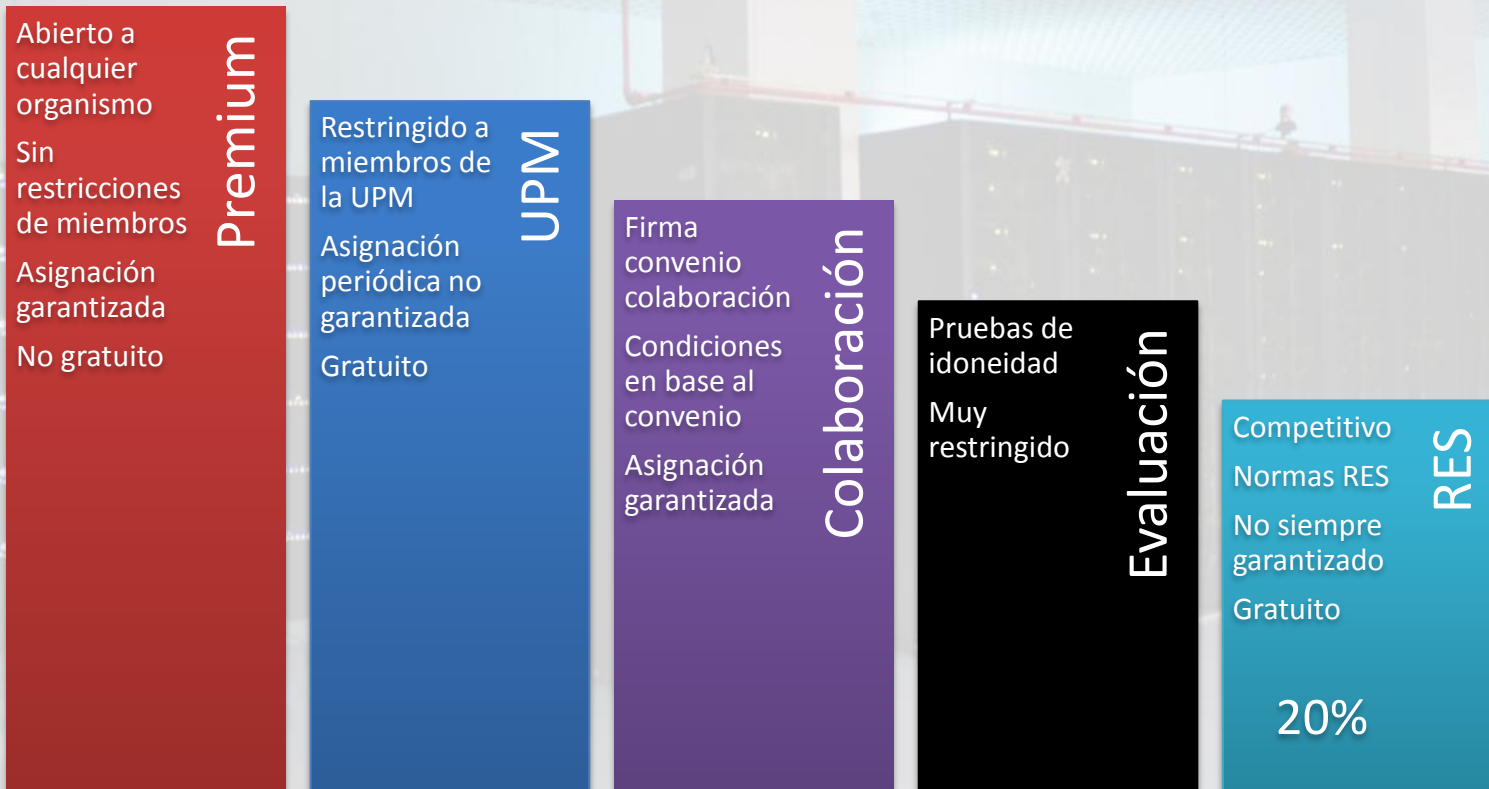 Abierto a
cualquier
organismo
Sin
restricciones
de miembros
Asignación
garantizada
No gratuito
Premium
Restringido a
miembros de
la UPM
Asignación
periódica no
garantizada
Gratuito
UPM
Firma
convenio
colaboración
Condiciones
en base al
convenio
Asignación
garantizada
Colaboración
Pruebas de
idoneidad
Muy
restringido
Evaluación
Competitivo
Normas RES
No siempre
garantizado
Gratuito
RES
20%